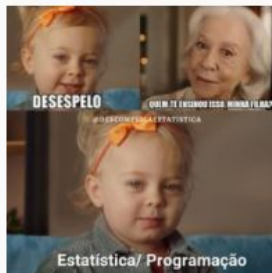 DESESPELO
QUEM TE ENSINOU ISSO, MINHA FILHA?
@DESCOMPLICAESTATISTICA
Estatística/ Programação